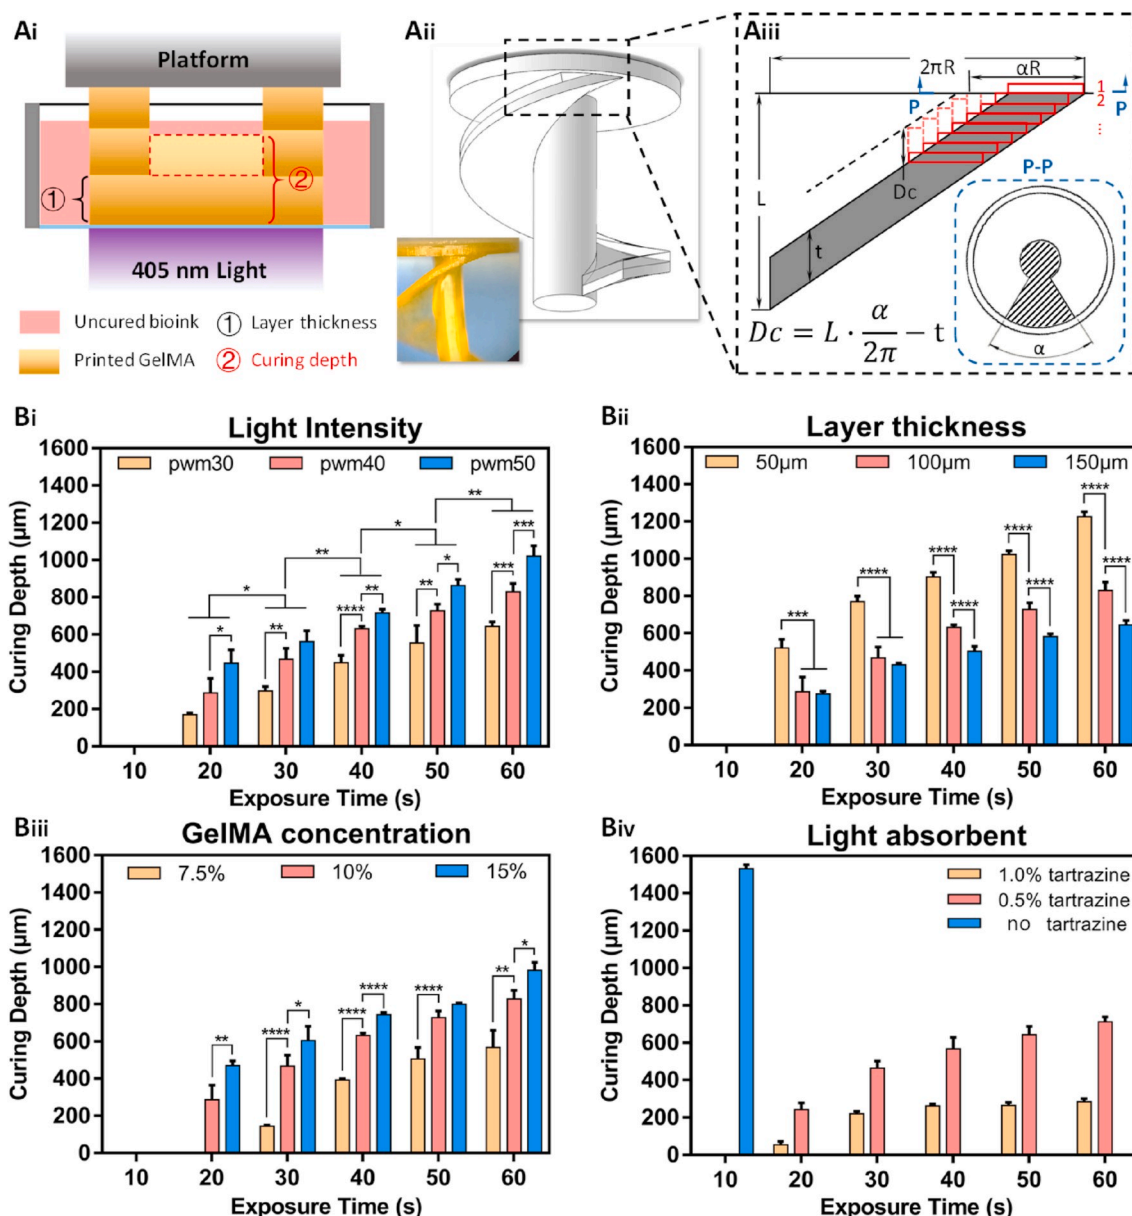 Ai
Platform
①
②
405 nm Light
Uncured bioink
① Layer thickness
Printed GelMA
② Curing depth
Aii
Aiii
2πR
αR
P
P
1
2
⋮
L
Dc
t
P-P
α
Dc = L · α/2π − t
Bi
Light Intensity
pwm30 pwm40 pwm50
Curing Depth (μm)
1600
1400
1200
1000
800
600
400
200
0
* * ** ** **** ** * ** * ** *** ***
10 20 30 40 50 60
Exposure Time (s)
Bii
Layer thickness
50μm 100μm 150μm
Curing Depth (μm)
1600
1400
1200
1000
800
600
400
200
0
*** **** **** **** **** **** **** ****
10 20 30 40 50 60
Exposure Time (s)
Biii
GelMA concentration
7.5% 10% 15%
Curing Depth (μm)
1600
1400
1200
1000
800
600
400
200
0
** **** * **** **** **** ** *
10 20 30 40 50 60
Exposure Time (s)
Biv
Light absorbent
1.0% tartrazine
0.5% tartrazine
no tartrazine
Curing Depth (μm)
1600
1400
1200
1000
800
600
400
200
0
10 20 30 40 50 60
Exposure Time (s)